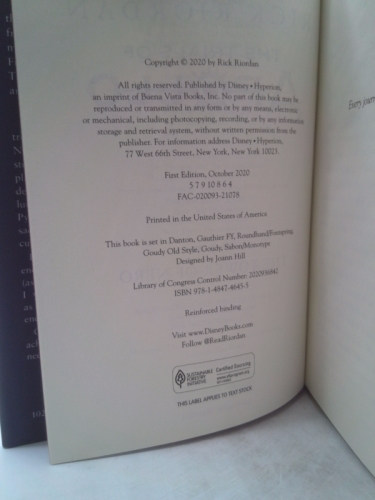 Copyright © 2020 by Rick Riordan
All rights reserved. Published by Disney • Hyperion,
an imprint of Buena Vista Books, Inc. No part of this book may be
reproduced or transmitted in any form or by any means, electronic
or mechanical, including photocopying, recording, or by any information
storage and retrieval system, without written permission from the
publisher. For information address Disney • Hyperion,
77 West 66th Street, New York, New York 10023.
First Edition, October 2020
5 7 9 10 8 6 4
FAC-020093-21078
Printed in the United States of America
This book is set in Danton, Gauthier FY,
Goudy Old Style, Goudy, Sabon/Monotype
Designed by Joann Hill
Library of Congress Control Number:
ISBN 978-1-4847-4645-5
Reinforced binding
Visit www.DisneyBooks.com
Follow @ReadRiordan
SUSTAINABLE
FORESTRY
INITIATIVE
Certified Sourcing
www.sfiprogram.org
THIS LABEL APPLIES TO TEXT STOCK
Every